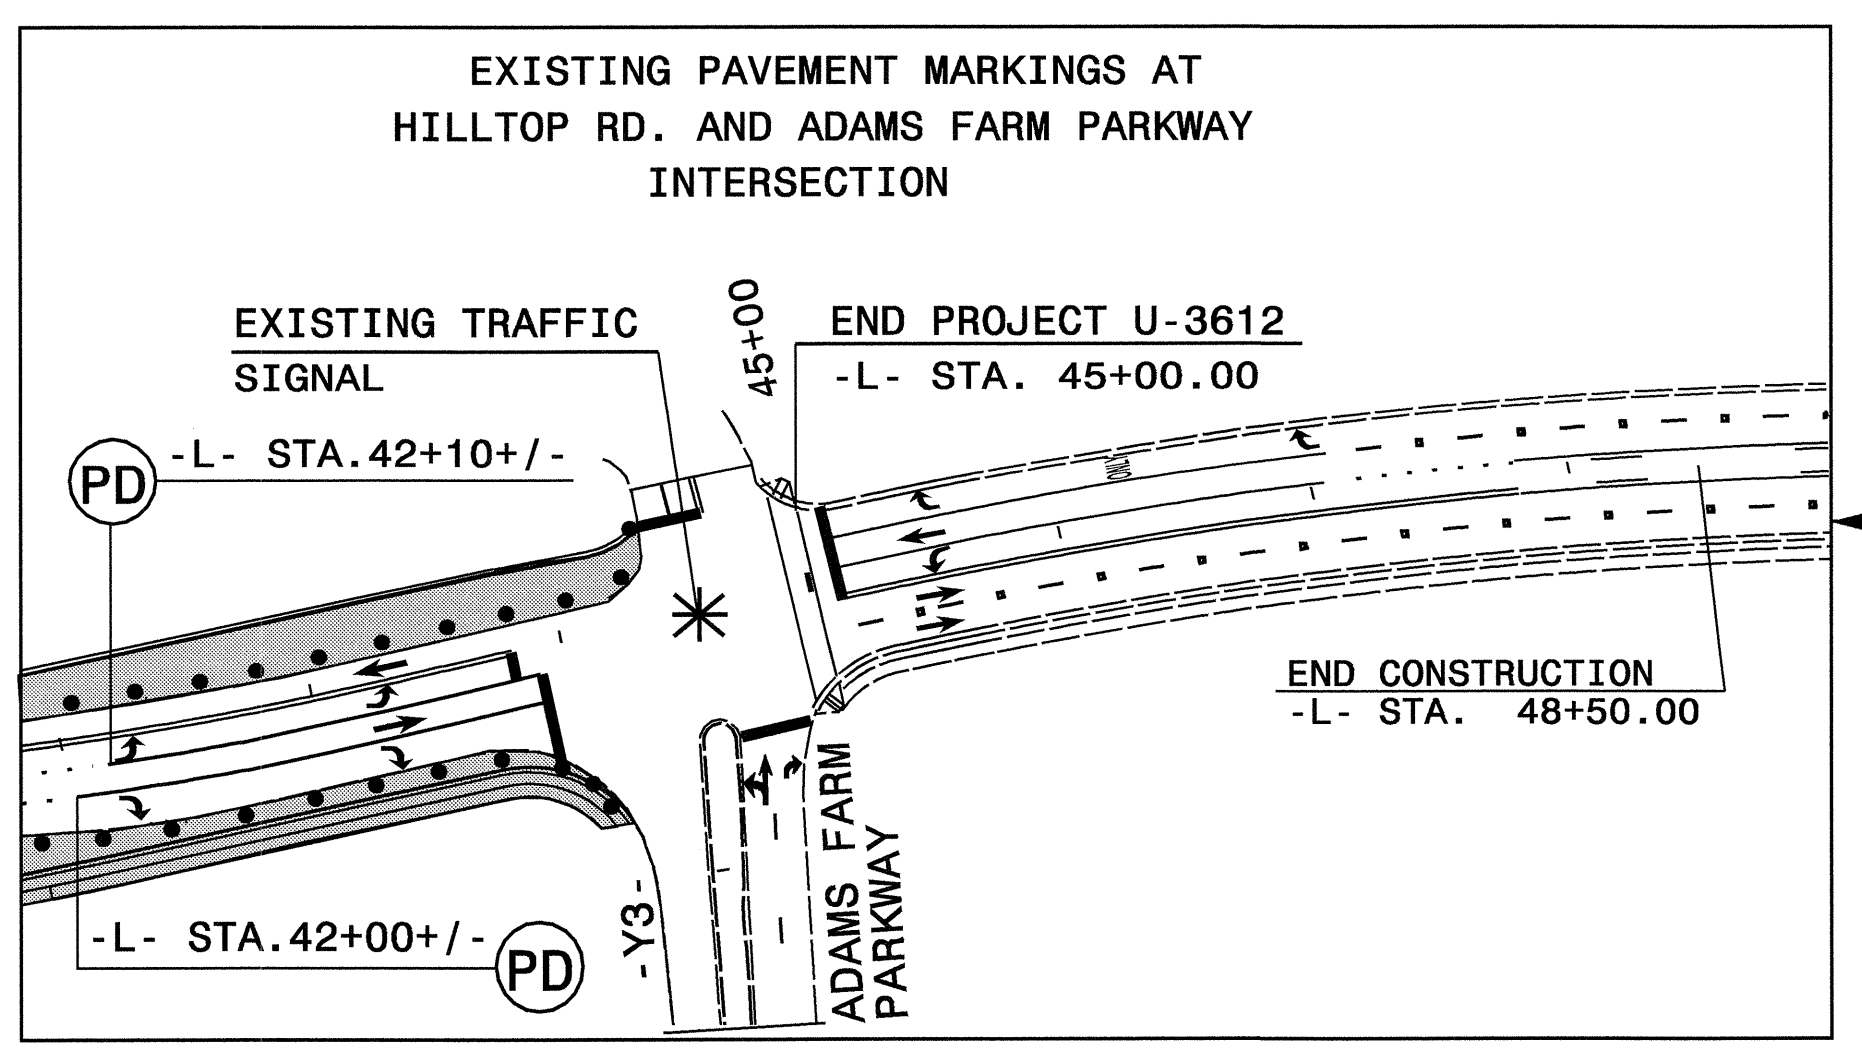 EXISTING PAVEMENT MARKINGS AT
HILLTOP RD. AND ADAMS FARM PARKWAY
INTERSECTION
EXISTING TRAFFIC
SIGNAL
45+00
END PROJECT U-3612
-L- STA. 45+00.00
PD
-L- STA.42+10+/-
END CONSTRUCTION
-L- STA. 48+50.00
-L- STA.42+00+/-
PD
-Y3-
ADAMS FARM
PARKWAY